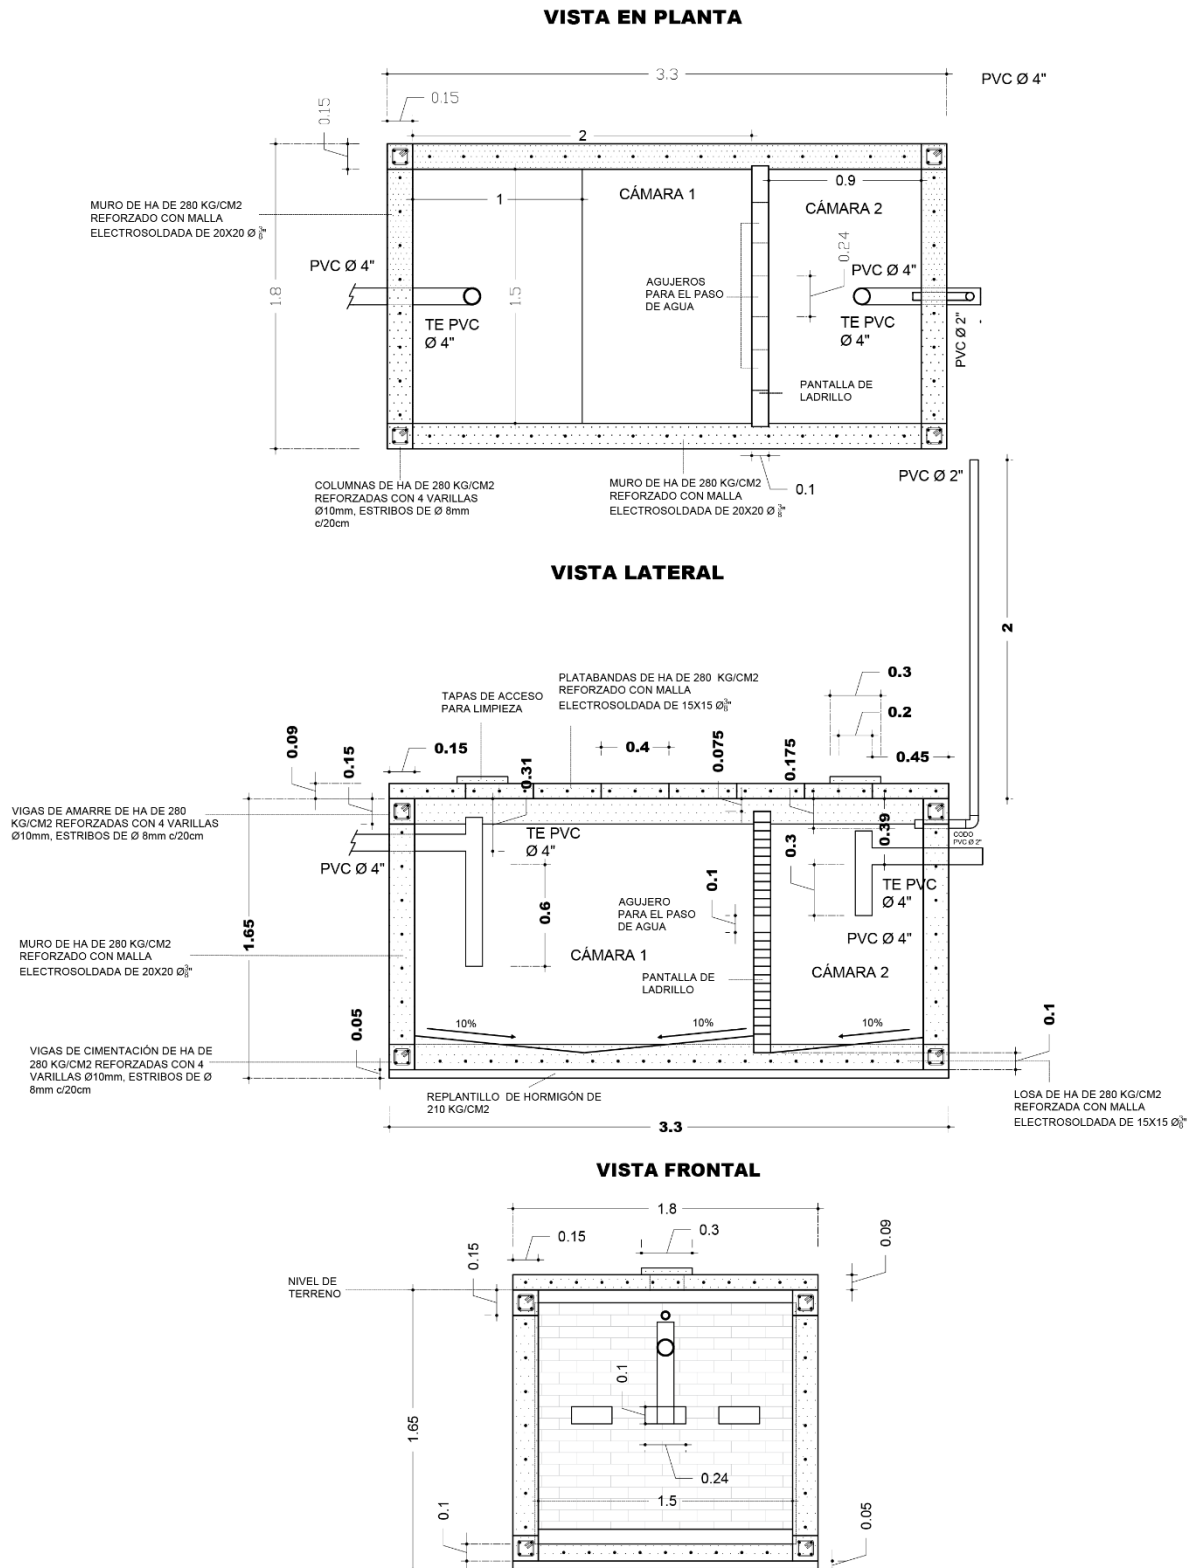 VISTA EN PLANTA
3.3
PVC Ø 4"
0.15
0.15
2
MURO DE HA DE 280 KG/CM2
REFORZADO CON MALLA
ELECTROSOLDADA DE 20X20 Ø 3/8"
1
CÁMARA 1
0.9
CÁMARA 2
0.24
PVC Ø 4"
PVC Ø 4"
1.8
1.5
AGUJEROS
PARA EL PASO
DE AGUA
TE PVC
Ø 4"
TE PVC
Ø 4"
PVC Ø 2"
PANTALLA DE
LADRILLO
COLUMNAS DE HA DE 280 KG/CM2
REFORZADAS CON 4 VARILLAS
Ø10mm, ESTRIBOS DE Ø 8mm
c/20cm
MURO DE HA DE 280 KG/CM2
REFORZADO CON MALLA
ELECTROSOLDADA DE 20X20 Ø 3/8"
0.1
PVC Ø 2"
VISTA LATERAL
2
TAPAS DE ACCESO
PARA LIMPIEZA
PLATABANDAS DE HA DE 280 KG/CM2
REFORZADO CON MALLA
ELECTROSOLDADA DE 15X15 Ø3/8"
0.3
0.2
0.09
0.15
0.15
0.31
0.4
0.075
0.175
0.45
VIGAS DE AMARRE DE HA DE 280
KG/CM2 REFORZADAS CON 4 VARILLAS
Ø10mm, ESTRIBOS DE Ø 8mm c/20cm
PVC Ø 4"
TE PVC
Ø 4"
0.39
0.3
CODO
PVC Ø 2"
TE PVC
Ø 4"
0.6
0.1
AGUJERO
PARA EL PASO
DE AGUA
PVC Ø 4"
1.65
MURO DE HA DE 280 KG/CM2
REFORZADO CON MALLA
ELECTROSOLDADA DE 20X20 Ø3/8"
CÁMARA 1
PANTALLA DE
LADRILLO
CÁMARA 2
10%
10%
10%
0.05
0.1
VIGAS DE CIMENTACIÓN DE HA DE
280 KG/CM2 REFORZADAS CON 4
VARILLAS Ø10mm, ESTRIBOS DE Ø
8mm c/20cm
REPLANTILLO DE HORMIGÓN DE
210 KG/CM2
LOSA DE HA DE 280 KG/CM2
REFORZADA CON MALLA
ELECTROSOLDADA DE 15X15 Ø3/8"
3.3
VISTA FRONTAL
1.8
0.15
0.3
0.15
0.09
NIVEL DE
TERRENO
0.1
1.65
0.24
1.5
0.1
0.05